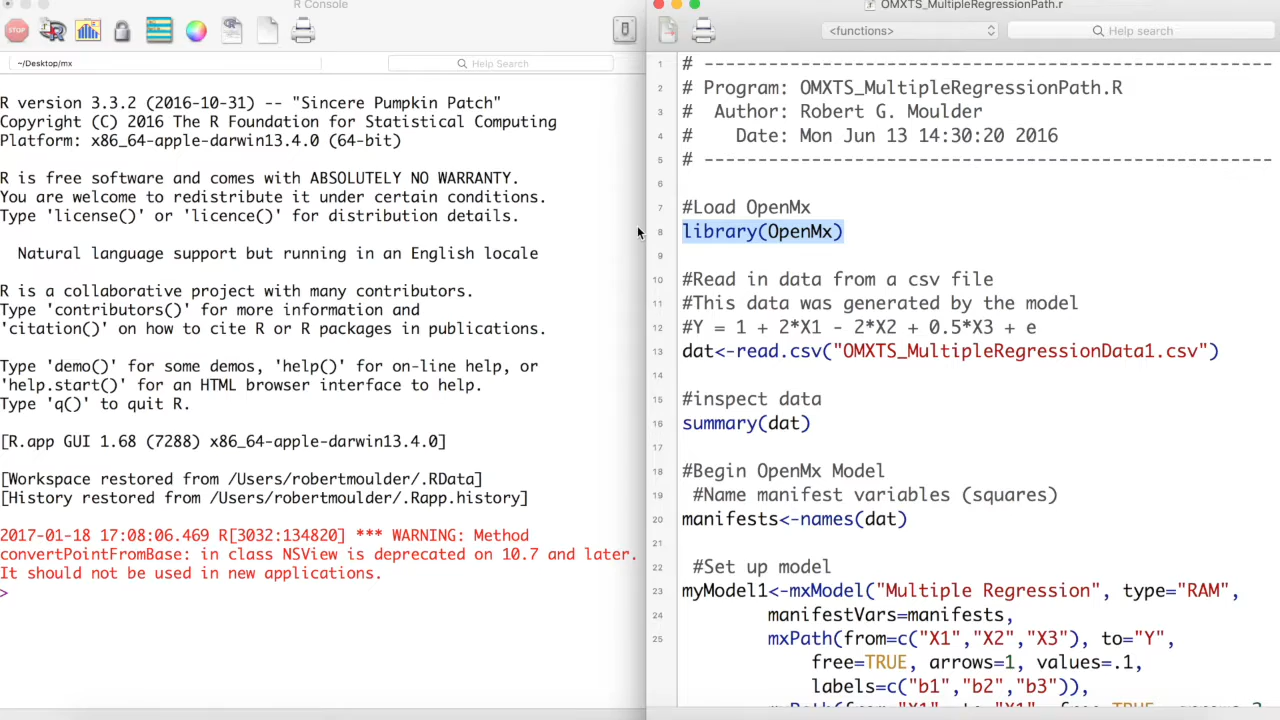 R Console
OMXTS_MultipleRegressionPath.r
STOP
<functions>
Help search
~/Desktop/mx
Help Search
R version 3.3.2 (2016-10-31) -- "Sincere Pumpkin Patch"
Copyright (C) 2016 The R Foundation for Statistical Computing
Platform: x86_64-apple-darwin13.4.0 (64-bit)
R is free software and comes with ABSOLUTELY NO WARRANTY.
You are welcome to redistribute it under certain conditions.
Type 'license()' or 'licence()' for distribution details.
Natural language support but running in an English locale
R is a collaborative project with many contributors.
Type 'contributors()' for more information and
'citation()' on how to cite R or R packages in publications.
Type 'demo()' for some demos, 'help()' for on-line help, or
'help.start()' for an HTML browser interface to help.
Type 'q()' to quit R.
[R.app GUI 1.68 (7288) x86_64-apple-darwin13.4.0]
[Workspace restored from /Users/robertmoulder/.RData]
[History restored from /Users/robertmoulder/.Rapp.history]
2017-01-18 17:08:06.469 R[3032:134820] *** WARNING: Method
convertPointFromBase: in class NSView is deprecated on 10.7 and later.
It should not be used in new applications.
>
1 # -----------------------------------------------------
2 # Program: OMXTS_MultipleRegressionPath.R
3 #  Author: Robert G. Moulder
4 #    Date: Mon Jun 13 14:30:20 2016
5 # -----------------------------------------------------
6
7 #Load OpenMx
8 library(OpenMx)
9
10 #Read in data from a csv file
11 #This data was generated by the model
12 #Y = 1 + 2*X1 - 2*X2 + 0.5*X3 + e
13 dat<-read.csv("OMXTS_MultipleRegressionData1.csv")
14
15 #inspect data
16 summary(dat)
17
18 #Begin OpenMx Model
19 #Name manifest variables (squares)
20 manifests<-names(dat)
21
22 #Set up model
23 myModel1<-mxModel("Multiple Regression", type="RAM",
24 manifestVars=manifests,
25 mxPath(from=c("X1","X2","X3"), to="Y",
free=TRUE, arrows=1, values=.1,
labels=c("b1","b2","b3")),